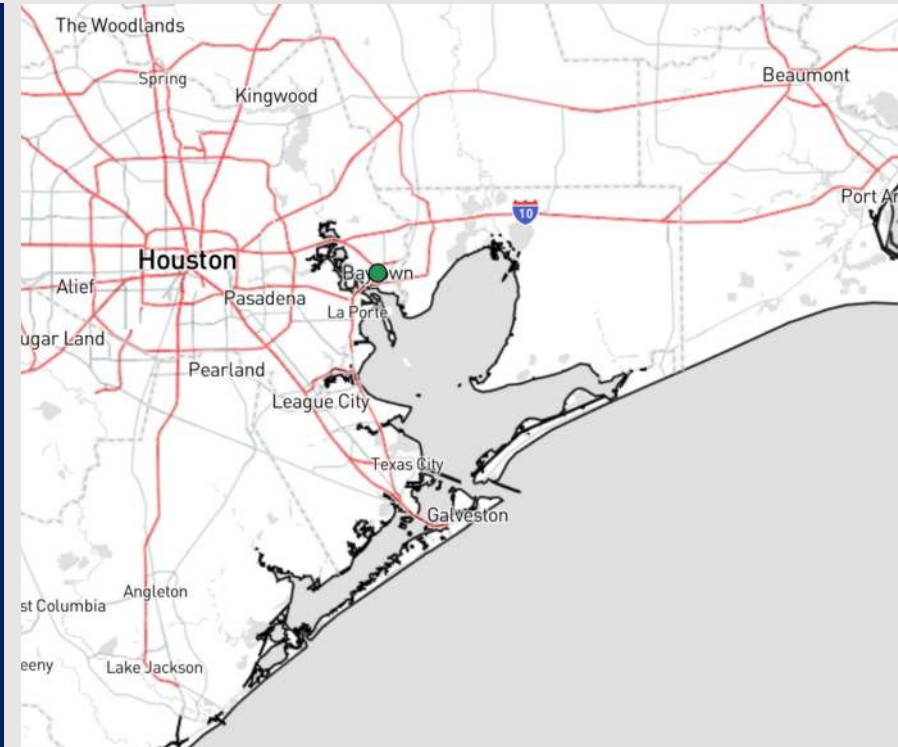 The Woodlands
Spring
Kingwood
Beaumont
Port Ar
10
Houston
Baytown
Alief
Pasadena
La Porte
ugar Land
Pearland
League City
Texas City
Galveston
Angleton
st Columbia
eeny
Lake Jackson